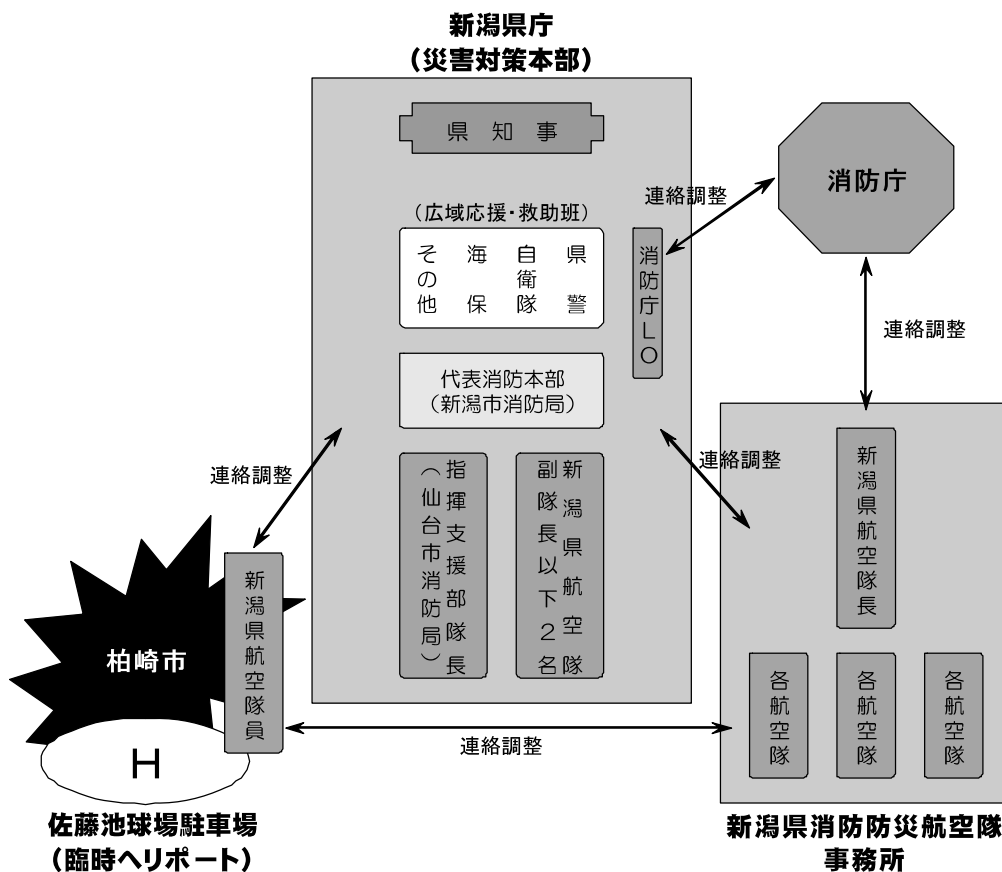 新潟県庁
（災害対策本部）
県知事
（広域応援・救助班）
県警
自衛隊
海保
その他
消防庁LO
代表消防本部
（新潟市消防局）
指揮支援部隊長
（仙台市消防局）
新潟県航空隊
副隊長以下2名
消防庁
連絡調整
連絡調整
連絡調整
連絡調整
連絡調整
新潟県航空隊長
各航空隊
各航空隊
各航空隊
新潟県消防防災航空隊
事務所
柏崎市
新潟県航空隊員
H
佐藤池球場駐車場
（臨時ヘリポート）